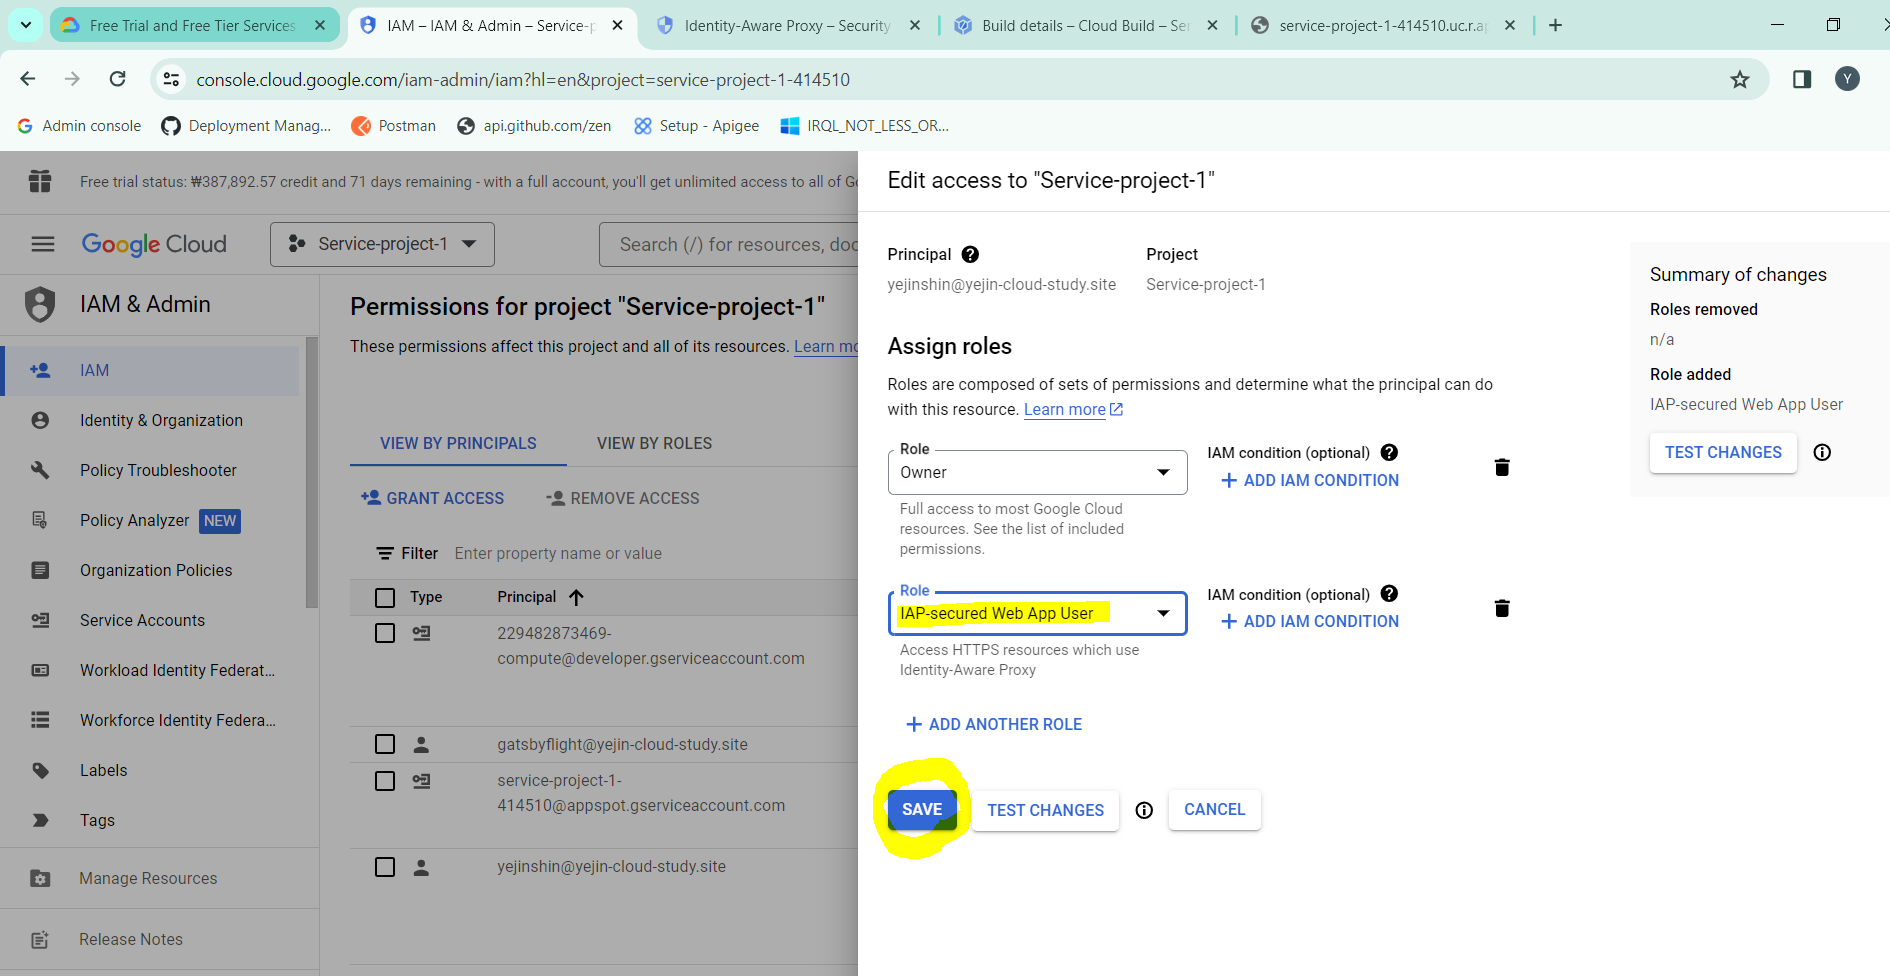 Free Trial and Free Tier Services
IAM – IAM & Admin – Service-p
Identity-Aware Proxy – Security
Build details – Cloud Build – Ser
service-project-1-414510.uc.r.ap
console.cloud.google.com/iam-admin/iam?hl=en&project=service-project-1-414510
Y
Admin console
Deployment Manag...
Postman
api.github.com/zen
Setup - Apigee
IRQL_NOT_LESS_OR...
Free trial status: ₩387,892.57 credit and 71 days remaining - with a full account, you'll get unlimited access to all of Go
Google Cloud
Service-project-1
Search (/) for resources, doc
IAM & Admin
IAM
Identity & Organization
Policy Troubleshooter
Policy Analyzer NEW
Organization Policies
Service Accounts
Workload Identity Federat...
Workforce Identity Federa...
Labels
Tags
Manage Resources
Release Notes
Permissions for project "Service-project-1"
These permissions affect this project and all of its resources. Learn mo
VIEW BY PRINCIPALS
VIEW BY ROLES
GRANT ACCESS
REMOVE ACCESS
Filter Enter property name or value
Type Principal
229482873469-
compute@developer.gserviceaccount.com
gatsbyflight@yejin-cloud-study.site
service-project-1-
414510@appspot.gserviceaccount.com
yejinshin@yejin-cloud-study.site
Edit access to "Service-project-1"
Principal
yejinshin@yejin-cloud-study.site
Project
Service-project-1
Assign roles
Roles are composed of sets of permissions and determine what the principal can do
with this resource. Learn more
Role
Owner
Full access to most Google Cloud
resources. See the list of included
permissions.
IAM condition (optional)
ADD IAM CONDITION
Role
IAP-secured Web App User
Access HTTPS resources which use
Identity-Aware Proxy
IAM condition (optional)
ADD IAM CONDITION
ADD ANOTHER ROLE
SAVE
TEST CHANGES
CANCEL
Summary of changes
Roles removed
n/a
Role added
IAP-secured Web App User
TEST CHANGES